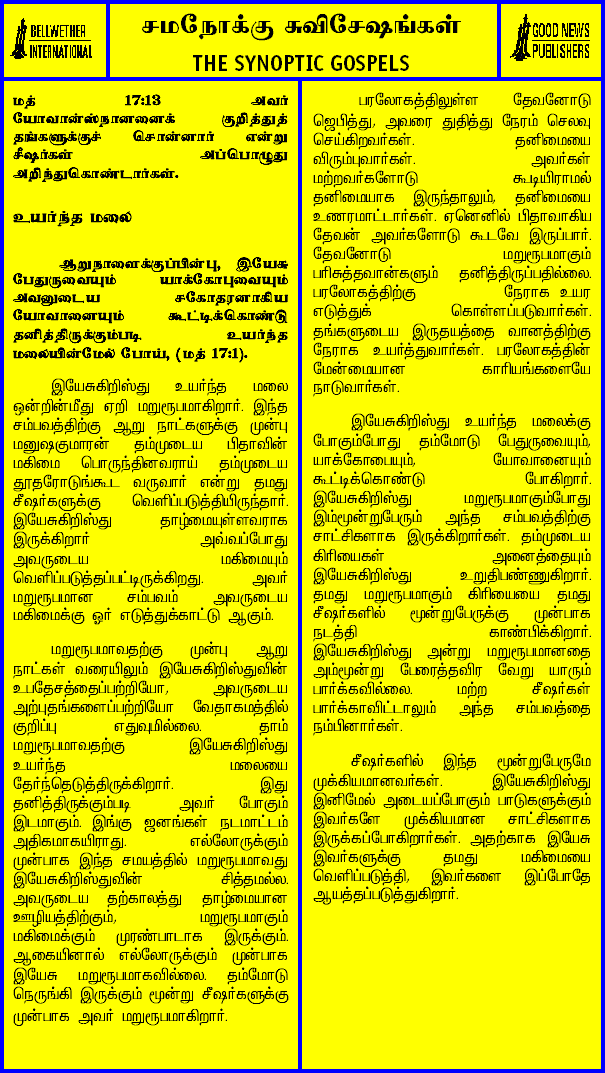 BELLWETHER
INTERNATIONAL
சமநோக்கு சுவிசேஷங்கள்
THE SYNOPTIC GOSPELS
GOOD NEWS
PUBLISHERS
மத் 17:13 அவர்
யோவான்ஸ்நானனைக் குறித்துத்
தங்களுக்குச் சொன்னார் என்று
சீஷர்கள் அப்பொழுது
அறிந்துகொண்டார்கள்.
உயர்ந்த மலை
ஆறுநாளைக்குப்பின்பு, இயேசு
பேதுருவையும் யாக்கோபுவையும்
அவனுடைய சகோதரனாகிய
யோவானையும் கூட்டிக்கொண்டு
தனித்திருக்கும்படி உயர்ந்த
மலையின்மேல் போய், (மத் 17:1).
இயேசுகிறிஸ்து உயர்ந்த மலை
ஒன்றின்மீது ஏறி மறுரூபமாகிறார். இந்த
சம்பவத்திற்கு ஆறு நாட்களுக்கு முன்பு
மனுஷகுமாரன் தம்முடைய பிதாவின்
மகிமை பொருந்தினவராய் தம்முடைய
தூதரோடுங்கூட வருவார் என்று தமது
சீஷர்களுக்கு வெளிப்படுத்தியிருந்தார்.
இயேசுகிறிஸ்து தாழ்மையுள்ளவராக
இருக்கிறார் அவ்வப்போது
அவருடைய மகிமையும்
வெளிப்படுத்தப்பட்டிருக்கிறது. அவர்
மறுரூபமான சம்பவம் அவருடைய
மகிமைக்கு ஓர் எடுத்துக்காட்டு ஆகும்.
மறுரூபமாவதற்கு முன்பு ஆறு
நாட்கள் வரையிலும் இயேசுகிறிஸ்துவின்
உபதேசத்தைப்பற்றியோ, அவருடைய
அற்புதங்களைப்பற்றியோ வேதாகமத்தில்
குறிப்பு எதுவுமில்லை. தாம்
மறுரூபமாவதற்கு இயேசுகிறிஸ்து
உயர்ந்த மலையை
தேர்ந்தெடுத்திருக்கிறார். இது
தனித்திருக்கும்படி அவர் போகும்
இடமாகும். இங்கு ஜனங்கள் நடமாட்டம்
அதிகமாகயிராது. எல்லோருக்கும்
முன்பாக இந்த சமயத்தில் மறுரூபமாவது
இயேசுகிறிஸ்துவின் சித்தமல்ல.
அவருடைய தற்காலத்து தாழ்மையான
ஊழியத்திற்கும், மறுரூபமாகும்
மகிமைக்கும் முரண்பாடாக இருக்கும்.
ஆகையினால் எல்லோருக்கும் முன்பாக
இயேசு மறுரூபமாகவில்லை. தம்மோடு
நெருங்கி இருக்கும் மூன்று சீஷர்களுக்கு
முன்பாக அவர் மறுரூபமாகிறார்.
பரலோகத்திலுள்ள தேவனோடு
ஜெபித்து, அவரை துதித்து நேரம் செலவு
செய்கிறவர்கள். தனிமையை
விரும்புவார்கள். அவர்கள்
மற்றவர்களோடு கூடியிராமல்
தனிமையாக இருந்தாலும், தனிமையை
உணரமாட்டார்கள். ஏனெனில் பிதாவாகிய
தேவன் அவர்களோடு கூடவே இருப்பார்.
தேவனோடு மறுரூபமாகும்
பரிசுத்தவான்களும் தனித்திருப்பதில்லை.
பரலோகத்திற்கு நேராக உயர
எடுத்துக் கொள்ளப்படுவார்கள்.
தங்களுடைய இருதயத்தை வானத்திற்கு
நேராக உயர்த்துவார்கள். பரலோகத்தின்
மேன்மையான காரியங்களையே
நாடுவார்கள்.
இயேசுகிறிஸ்து உயர்ந்த மலைக்கு
போகும்போது தம்மோடு பேதுருவையும்,
யாக்கோபையும், யோவானையும்
கூட்டிக்கொண்டு போகிறார்.
இயேசுகிறிஸ்து மறுரூபமாகும்போது
இம்மூன்றுபேரும் அந்த சம்பவத்திற்கு
சாட்சிகளாக இருக்கிறார்கள். தம்முடைய
கிரியைகள் அனைத்தையும்
இயேசுகிறிஸ்து உறுதிபண்ணுகிறார்.
தமது மறுரூபமாகும் கிரியையை தமது
சீஷர்களில் மூன்றுபேருக்கு முன்பாக
நடத்தி காண்பிக்கிறார்.
இயேசுகிறிஸ்து அன்று மறுரூபமானதை
அம்மூன்று பேரைத்தவிர வேறு யாரும்
பார்க்கவில்லை. மற்ற சீஷர்கள்
பார்க்காவிட்டாலும் அந்த சம்பவத்தை
நம்பினார்கள்.
சீஷர்களில் இந்த மூன்றுபேருமே
முக்கியமானவர்கள். இயேசுகிறிஸ்து
இனிமேல் அடையப்போகும் பாடுகளுக்கும்
இவர்களே முக்கியமான சாட்சிகளாக
இருக்கப்போகிறார்கள். அதற்காக இயேசு
இவர்களுக்கு தமது மகிமையை
வெளிப்படுத்தி, இவர்களை இப்போதே
ஆயத்தப்படுத்துகிறார்.